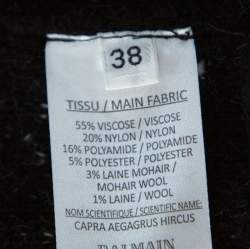 38
TISSU / MAIN FABRIC
55% VISCOSE / VISCOSE
20% NYLON / NYLON
16% POLYAMIDE / POLYAMIDE
5% POLYESTER / POLYESTER
3% LAINE MOHAIR /
MOHAIR WOOL
1% LAINE / WOOL
NOM SCIENTIFIQUE / SCIENTIFIC NAME:
CAPRA AEGAGRUS HIRCUS
BALMAIN